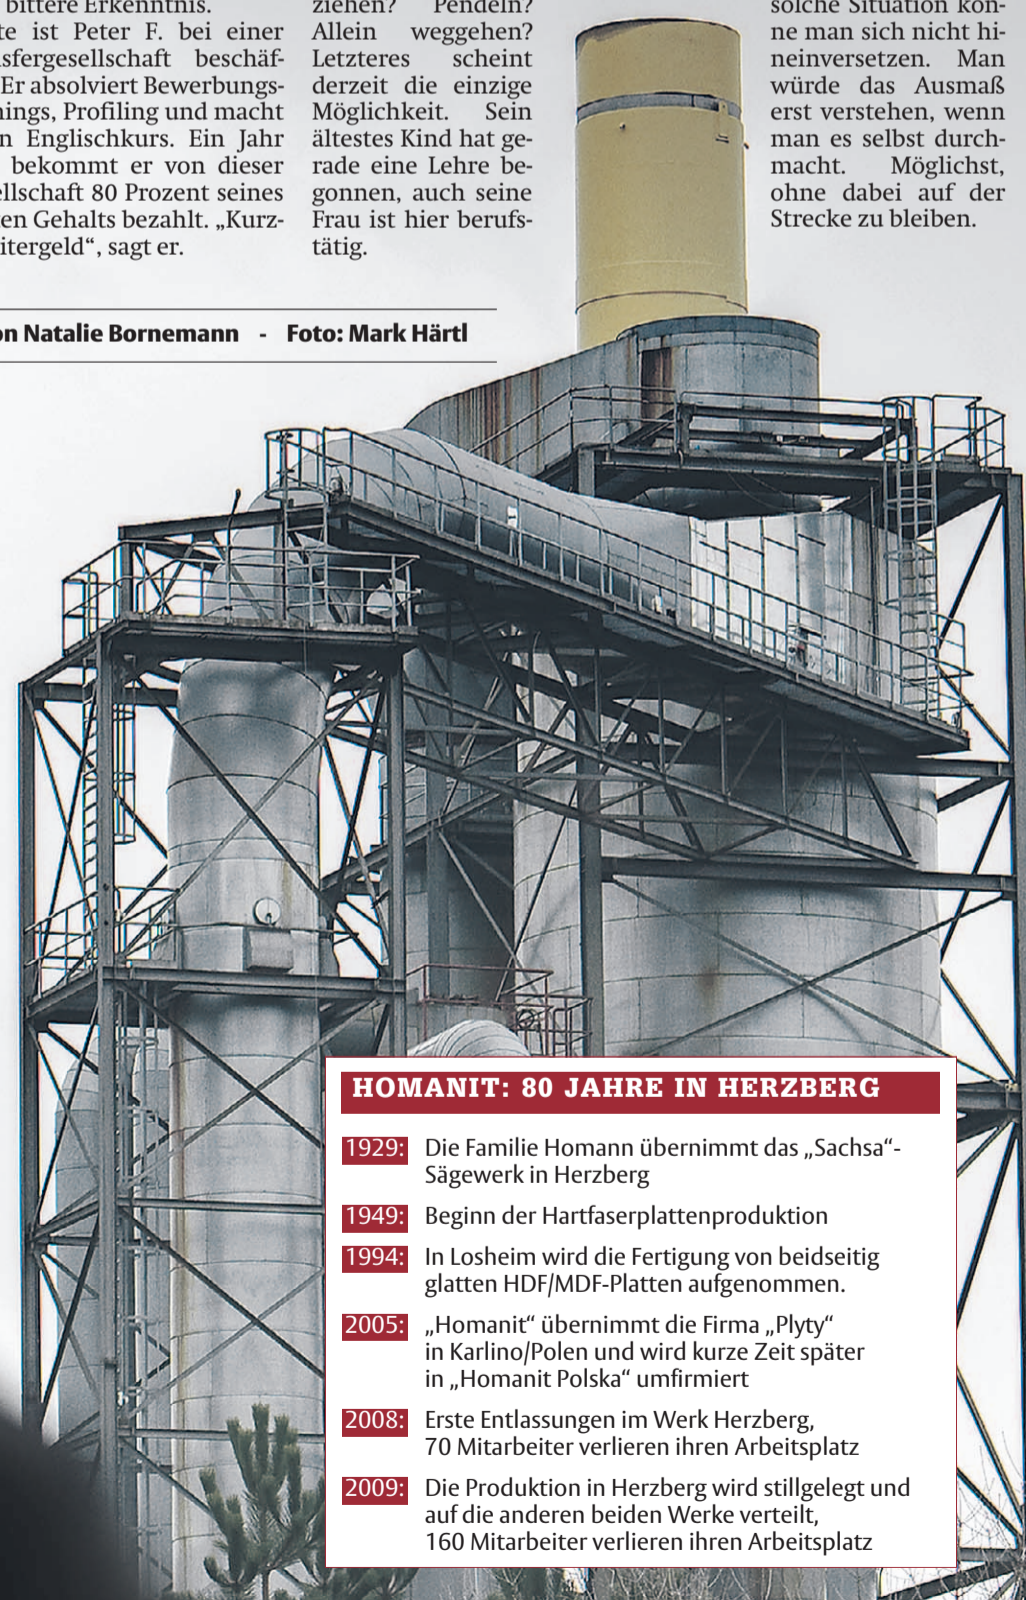 bittere Erkenntnis.
te ist Peter F. bei einer
sfergesellschaft beschäf-
Er absolviert Bewerbungs-
nings, Profiling und macht
n Englischkurs. Ein Jahr
bekommt er von dieser
ellschaft 80 Prozent seines
ten Gehalts bezahlt. „Kurz-
itergeld“, sagt er.
ziehen? Pendeln?
Allein weggehen?
Letzteres scheint
derzeit die einzige
Möglichkeit. Sein
ältestes Kind hat ge-
rade eine Lehre be-
gonnen, auch seine
Frau ist hier berufs-
tätig.
solche Situation kön-
ne man sich nicht hi-
neinversetzen. Man
würde das Ausmaß
erst verstehen, wenn
man es selbst durch-
macht. Möglichst,
ohne dabei auf der
Strecke zu bleiben.
on Natalie Bornemann - Foto: Mark Härtl
HOMANIT: 80 JAHRE IN HERZBERG
1929: Die Familie Homann übernimmt das „Sachsa“-
Sägewerk in Herzberg
1949: Beginn der Hartfaserplattenproduktion
1994: In Losheim wird die Fertigung von beidseitig
glatten HDF/MDF-Platten aufgenommen.
2005: „Homanit“ übernimmt die Firma „Plyty“
in Karlino/Polen und wird kurze Zeit später
in „Homanit Polska“ umfirmiert
2008: Erste Entlassungen im Werk Herzberg,
70 Mitarbeiter verlieren ihren Arbeitsplatz
2009: Die Produktion in Herzberg wird stillgelegt und
auf die anderen beiden Werke verteilt,
160 Mitarbeiter verlieren ihren Arbeitsplatz